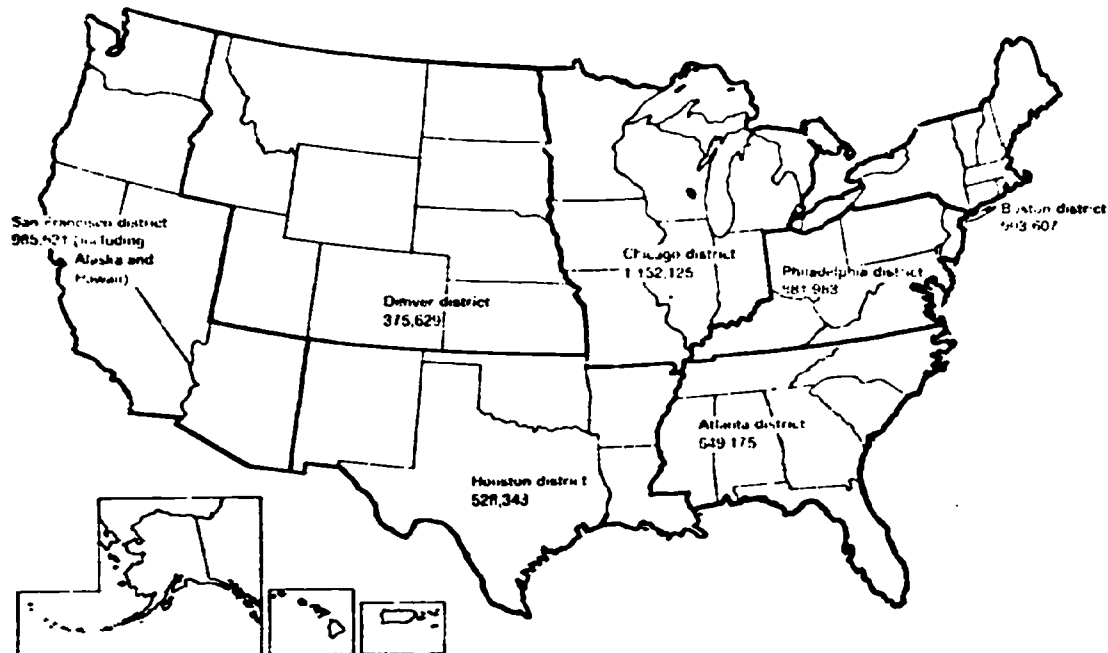 San Francisco district
985,521 (including
Alaska and
Hawaii)
Denver district
375,629
Chicago district
1,152,125
Philadelphia district
Boston district
Atlanta district
649,175
Houston district
528,343